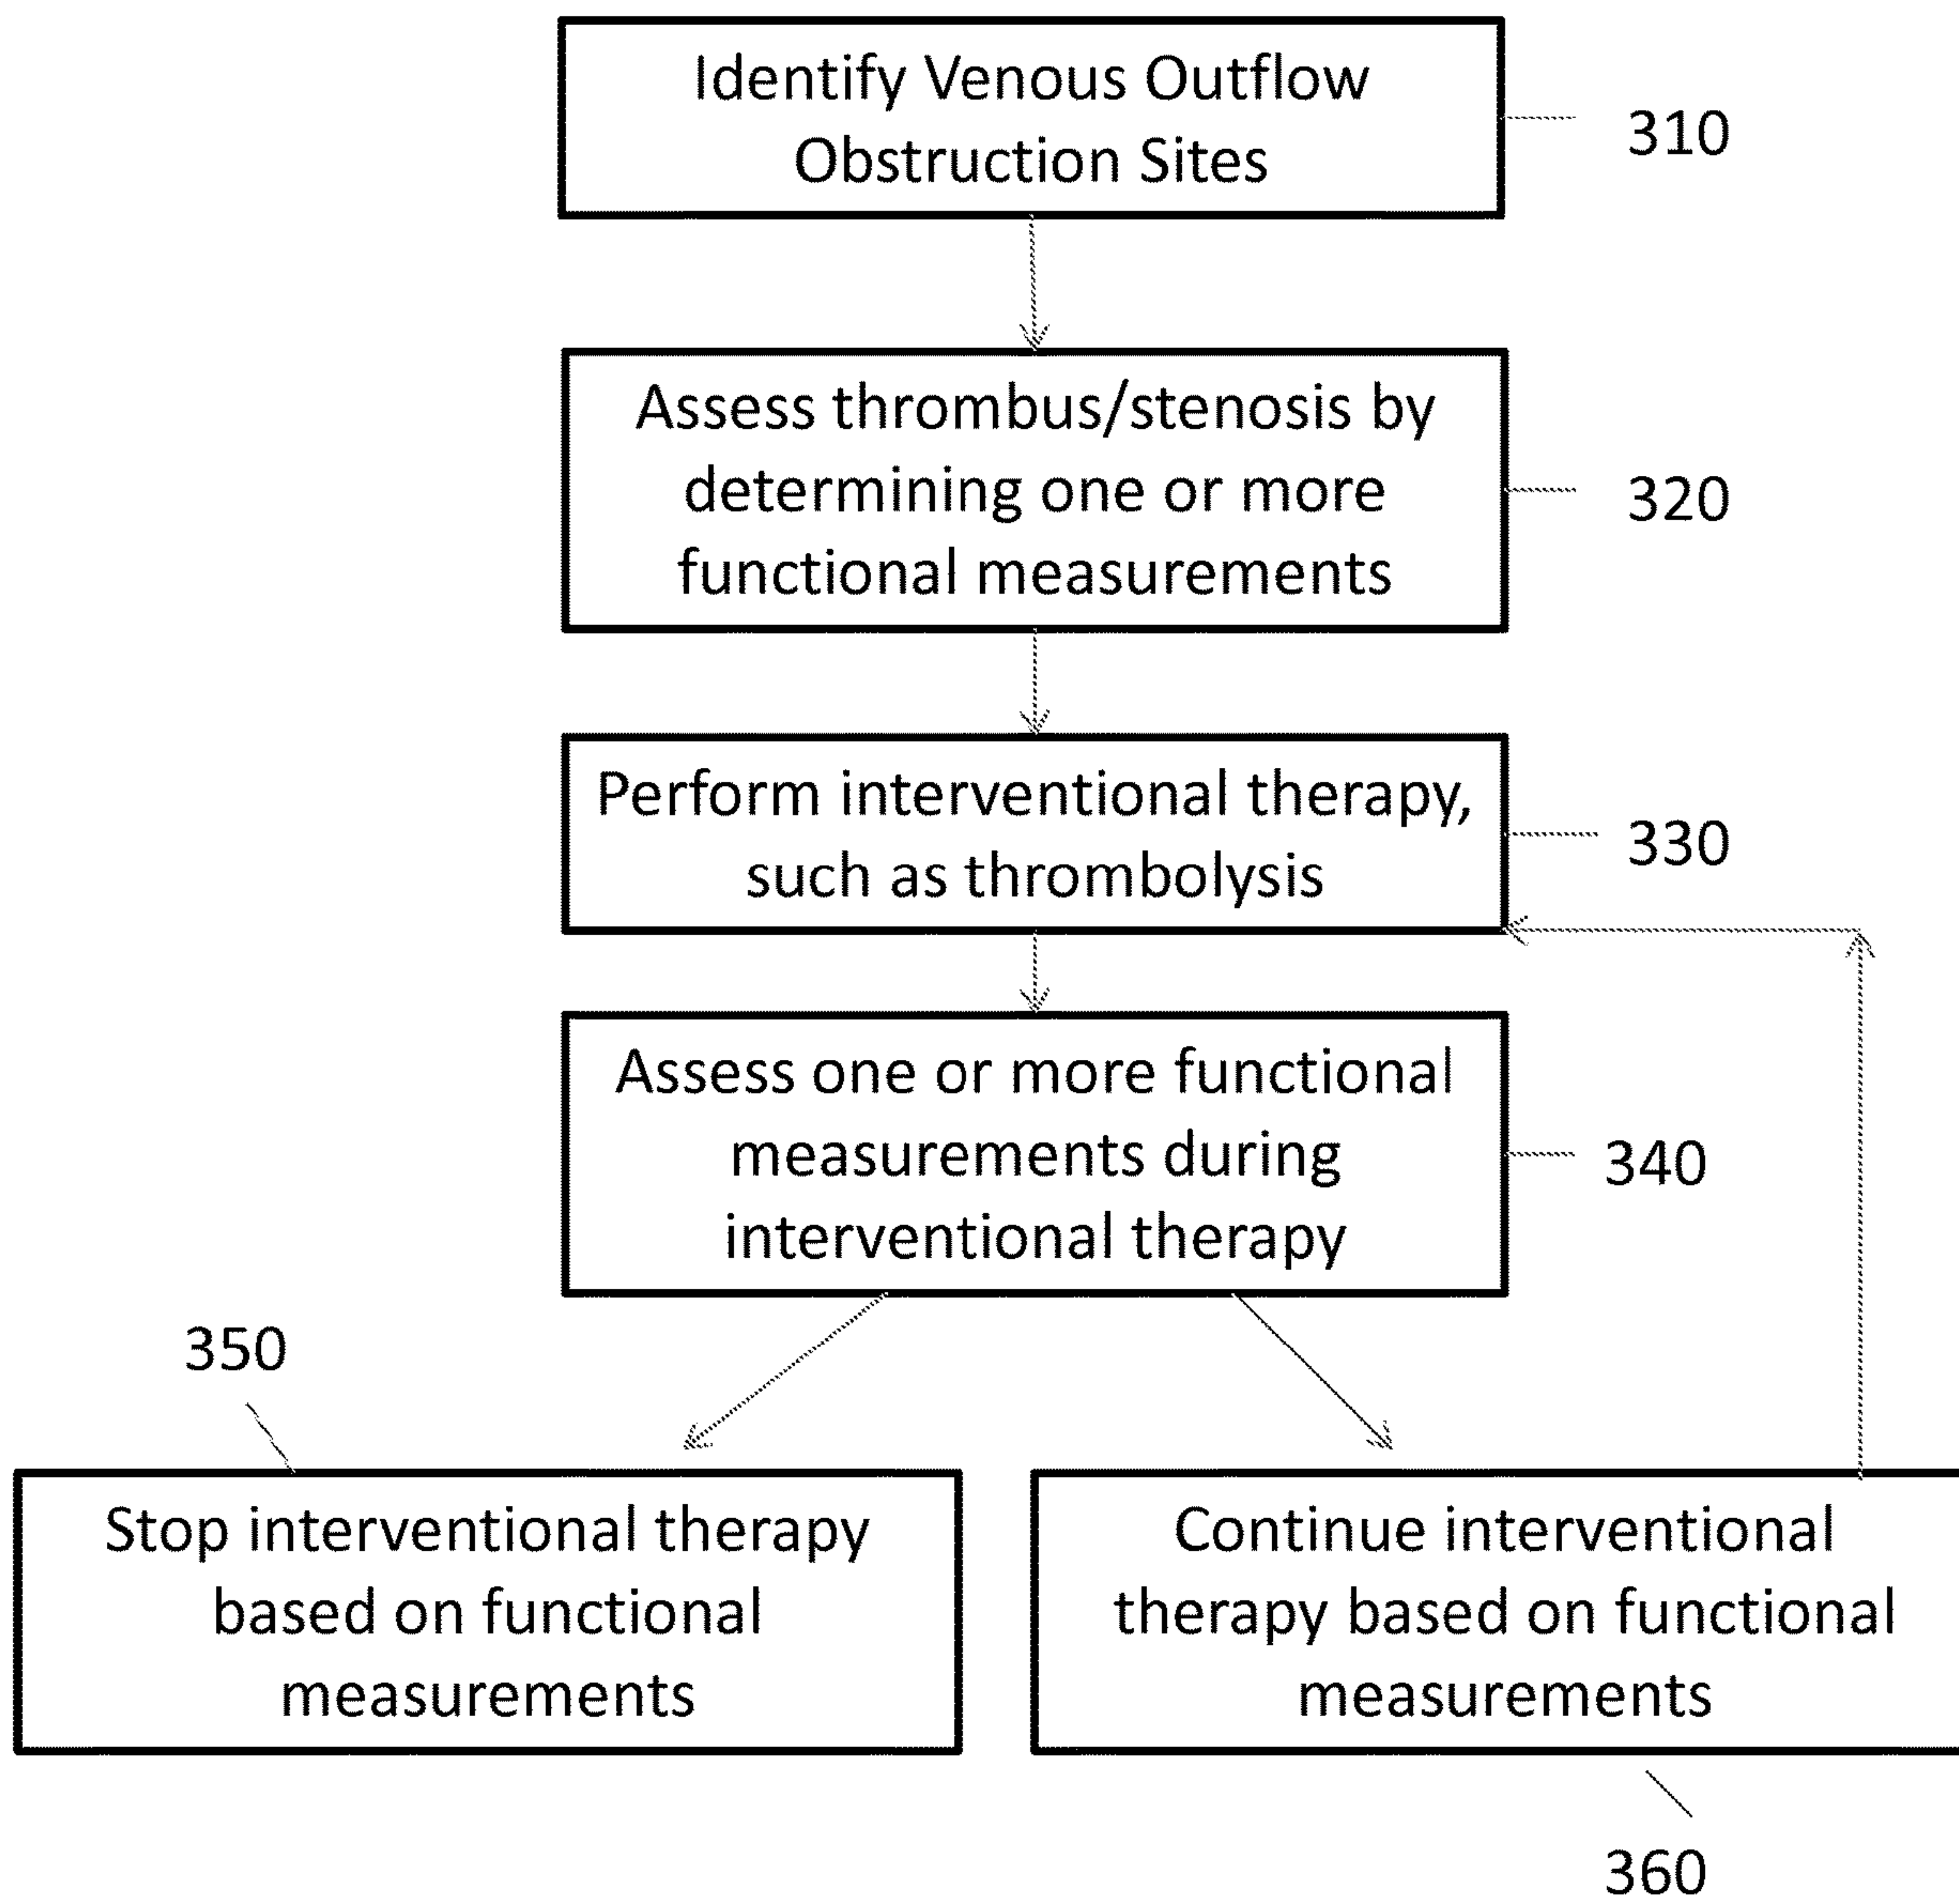 Identify Venous Outflow
Obstruction Sites
310
Assess thrombus/stenosis by
determining one or more
functional measurements
320
Perform interventional therapy,
such as thrombolysis
330
Assess one or more functional
measurements during
interventional therapy
340
350
Stop interventional therapy
based on functional
measurements
Continue interventional
therapy based on functional
measurements
360